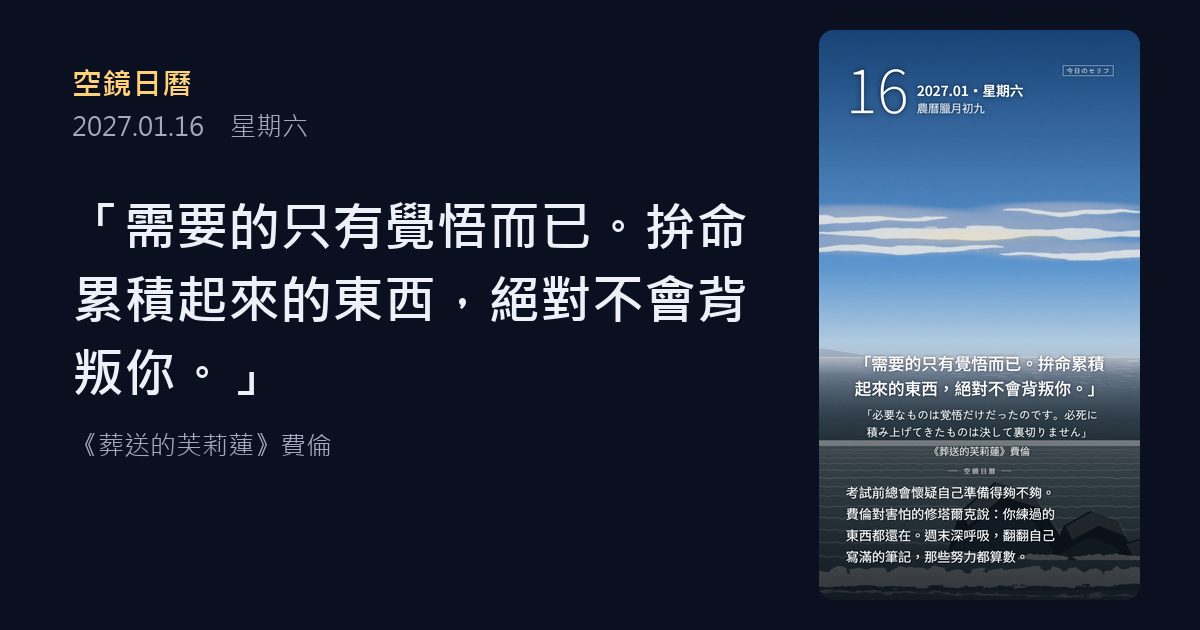 空鏡日曆
2027.01.16　星期六
「需要的只有覺悟而已。拚命
累積起來的東西，絕對不會背
叛你。」
《葬送的芙莉蓮》費倫
16
2027.01・星期六
農曆臘月初九
今日のセリフ
「需要的只有覺悟而已。拚命累積
起來的東西，絕對不會背叛你。」
「必要なものは覚悟だけだったのです。必死に
積み上げてきたものは決して裏切りません」
《葬送的芙莉蓮》費倫
— 空鏡日曆 —
考試前總會懷疑自己準備得夠不夠。
費倫對害怕的修塔爾克說：你練過的
東西都還在。週末深呼吸，翻翻自己
寫滿的筆記，那些努力都算數。